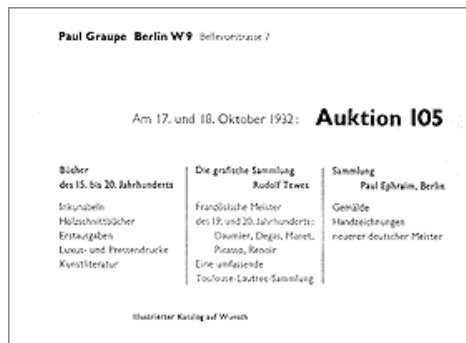 Paul Graupe Berlin W 9 Bellevuestrasse 7
Am 17. und 18. Oktober 1932: Auktion 105
Bücher
des 15. bis 20. Jahrhunderts
Inkunabeln
Holzschnittbücher
Erstausgaben
Luxus- und Pressendrucke
Kunstliteratur
Die grafische Sammlung
Rudolf Tewes
Französische Meister
des 19. und 20. Jahrhunderts:
Daumier, Degas, Manet,
Picasso, Renoir
Eine umfassende
Toulouse-Lautrec-Sammlung
Sammlung
Paul Ephraim, Berlin
Gemälde
Handzeichnungen
neuerer deutscher Meister
Illustrierter Katalog auf Wunsch